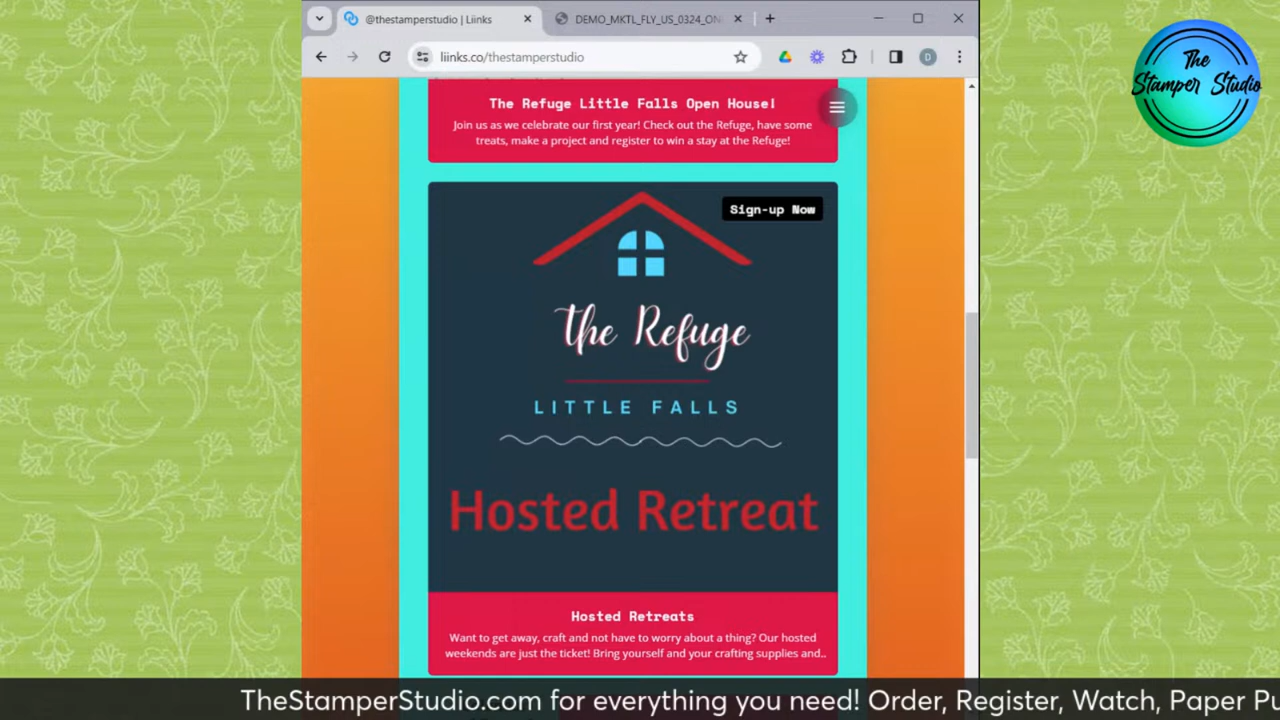 @thestamperstudio | Liinks
DEMO_MKTL_FLY_US_0324_ON
liinks.co/thestamperstudio
D
The Stamper Studio
The Refuge Little Falls Open House!
Join us as we celebrate our first year! Check out the Refuge, have some
treats, make a project and register to win a stay at the Refuge!
Sign-up Now
the Refuge
LITTLE FALLS
Hosted Retreat
Hosted Retreats
Want to get away, craft and not have to worry about a thing? Our hosted
weekends are just the ticket! Bring yourself and your crafting supplies and..
TheStamperStudio.com for everything you need! Order, Register, Watch, Paper Pu